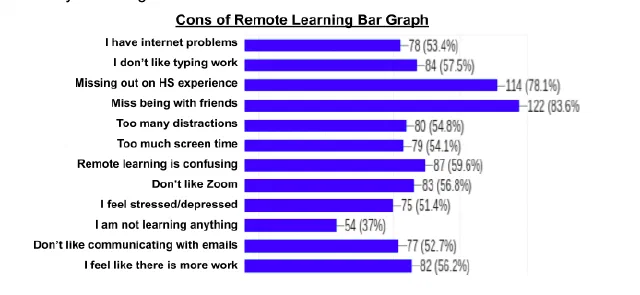 Cons of Remote Learning Bar Graph
I have internet problems 78 (53.4%)
I don't like typing work 84 (57.5%)
Missing out on HS experience 114 (78.1%)
Miss being with friends 122 (83.6%
Too many distractions 80 (54.8%)
Too much screen time 79 (54.1%)
Remote learning is confusing 87 (59.6%)
Don't like Zoom 83 (56.8%)
I feel stressed/depressed 75 (51.4%)
I am not learning anything 54 (37%)
Don't like communicating with emails 77 (52.7%)
I feel like there is more work 82 (56.2%)